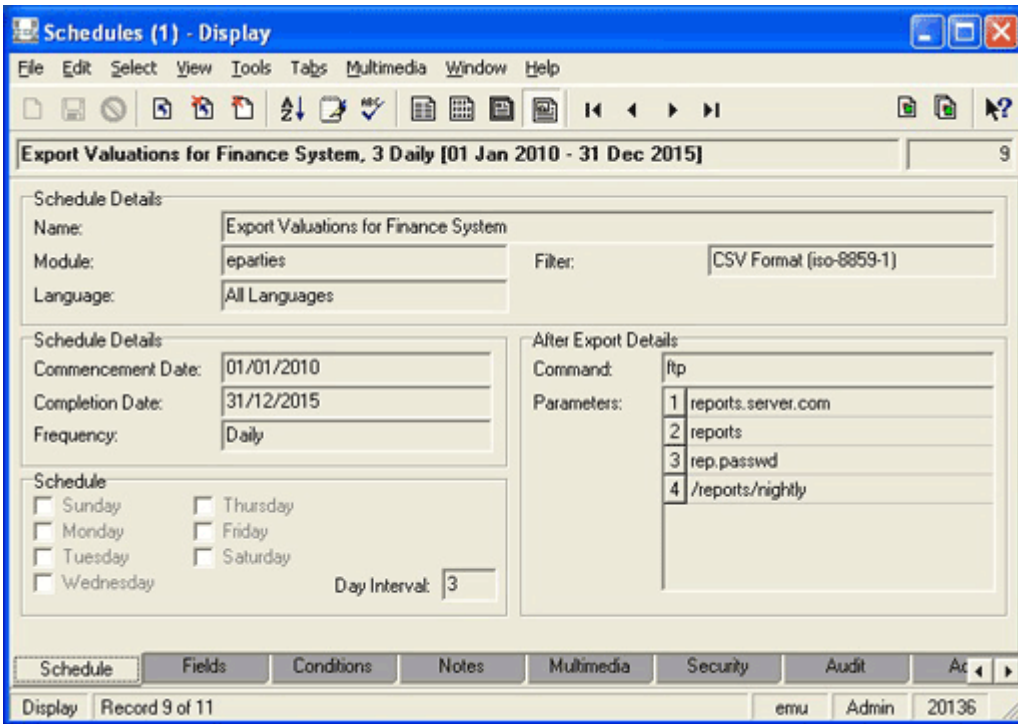 Schedules (1) - Display
File Edit Select View Tools Tabs Multimedia Window Help
Export Valuations for Finance System, 3 Daily [01 Jan 2010 - 31 Dec 2015] 9
Schedule Details
Name: Export Valuations for Finance System
Module: eparties Filter: CSV Format (iso-8859-1)
Language: All Languages
Schedule Details After Export Details
Commencement Date: 01/01/2010 Command: ftp
Completion Date: 31/12/2015 Parameters: 1 reports.server.com
Frequency: Daily 2 reports
3 rep.passwd
Schedule 4 /reports/nightly
Sunday Thursday
Monday Friday
Tuesday Saturday
Wednesday Day Interval: 3
Schedule Fields Conditions Notes Multimedia Security Audit
Display Record 9 of 11 emu Admin 20136